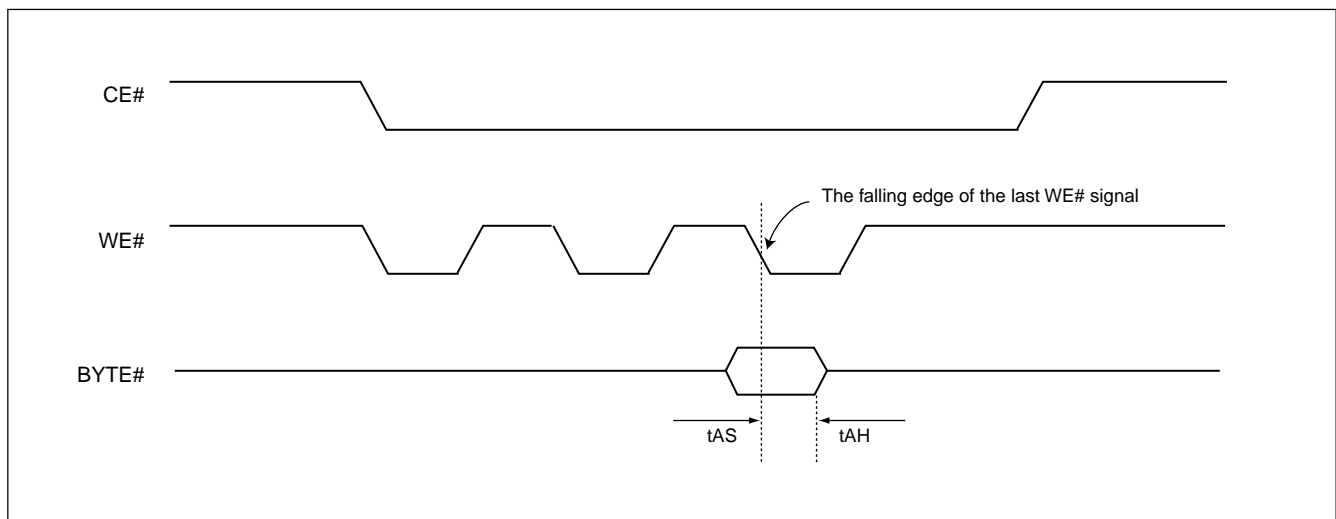 CE#
The falling edge of the last WE# signal
WE#
BYTE#
tAS
tAH